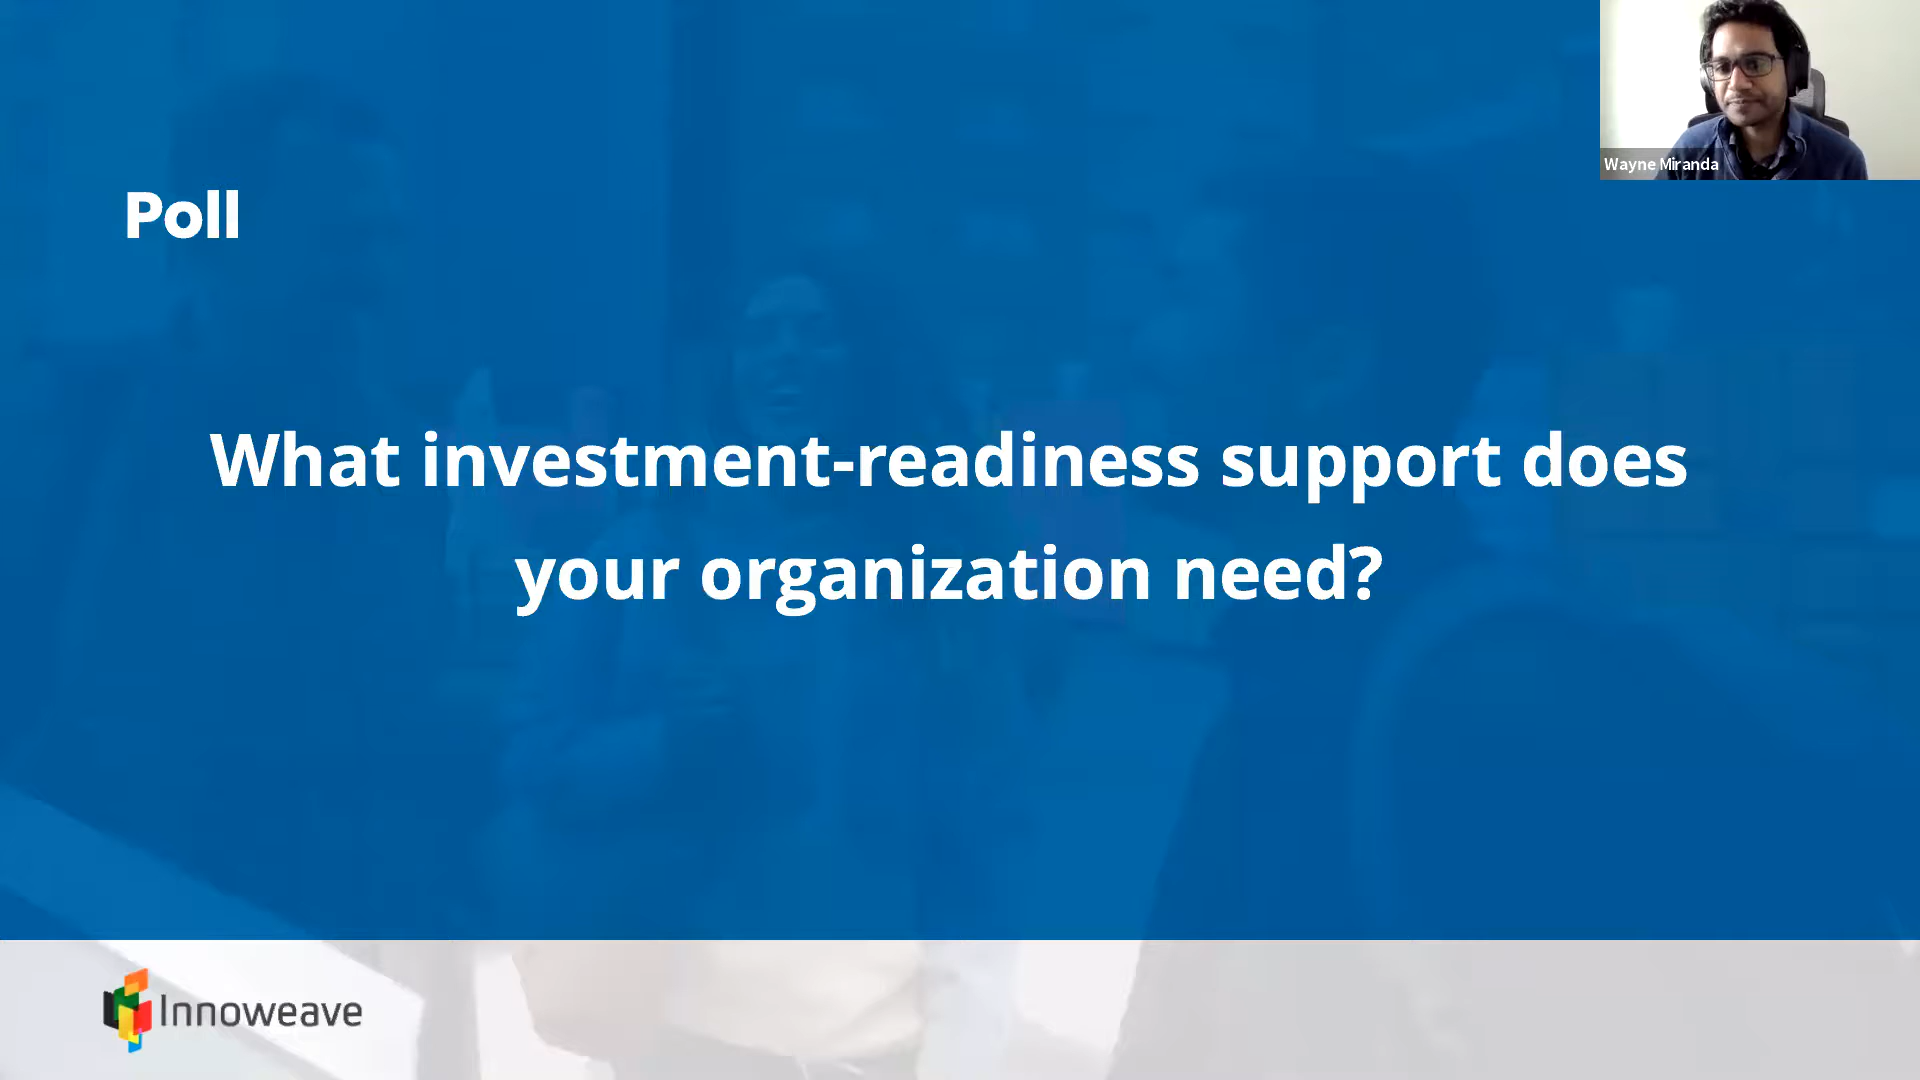 Wayne Miranda
Poll
What investment-readiness support does
your organization need?
Innoweave